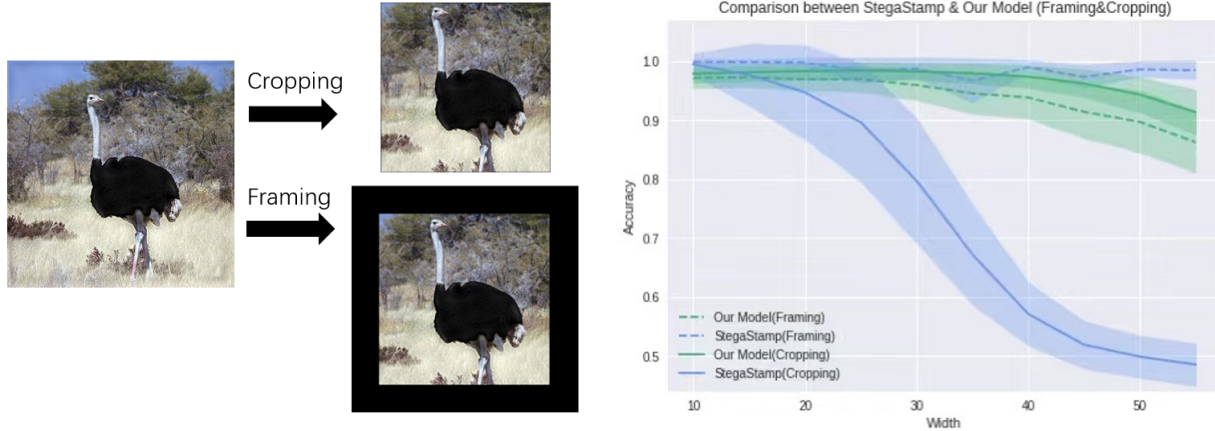 Cropping
Framing
Comparison between StegaStamp & Our Model (Framing&Cropping)
Accuracy
1.0
0.9
0.8
0.7
0.6
0.5
Our Model(Framing)
StegaStamp(Framing)
Our Model(Cropping)
StegaStamp(Cropping)
10 20 30 40 50
Width